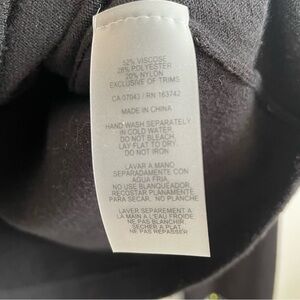 52% VISCOSE
28% POLYESTER
20% NYLON
EXCLUSIVE OF TRIMS
CA 07043 / RN 163742
MADE IN CHINA
HAND WASH SEPARATELY
IN COLD WATER,
DO NOT BLEACH,
LAY FLAT TO DRY,
DO NOT IRON
LAVAR A MANO
SEPARADAMENTE CON
AGUA FRIA,
NO USE BLANQUEADOR,
RECOSTAR PLANAMENTE
PARA SECAR, NO PLANCHA
LAVER SEPAREMENT A
LA MAIN A L'EAU FROIDE
NE PAS BLANCHIR,
SECHER A PLAT
NE PAS REPASSER